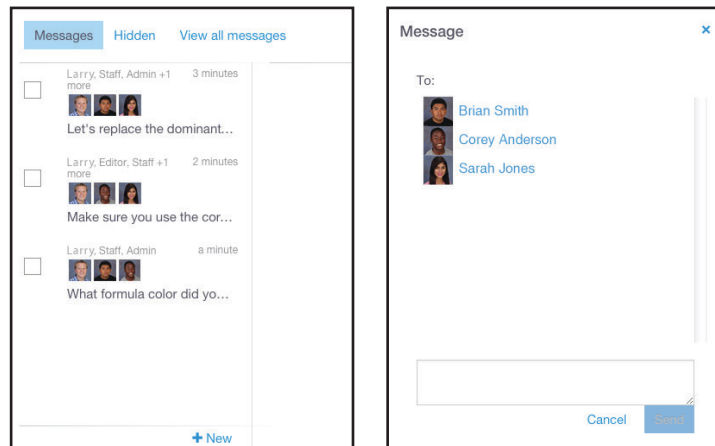 Messages Hidden View all messages
Larry, Staff, Admin +1 3 minutes
more
Let's replace the dominant...
Larry, Editor, Staff +1 2 minutes
more
Make sure you use the cor...
Larry, Staff, Admin a minute
What formula color did yo...
+ New
Message ×
To:
Brian Smith
Corey Anderson
Sarah Jones
Cancel Send